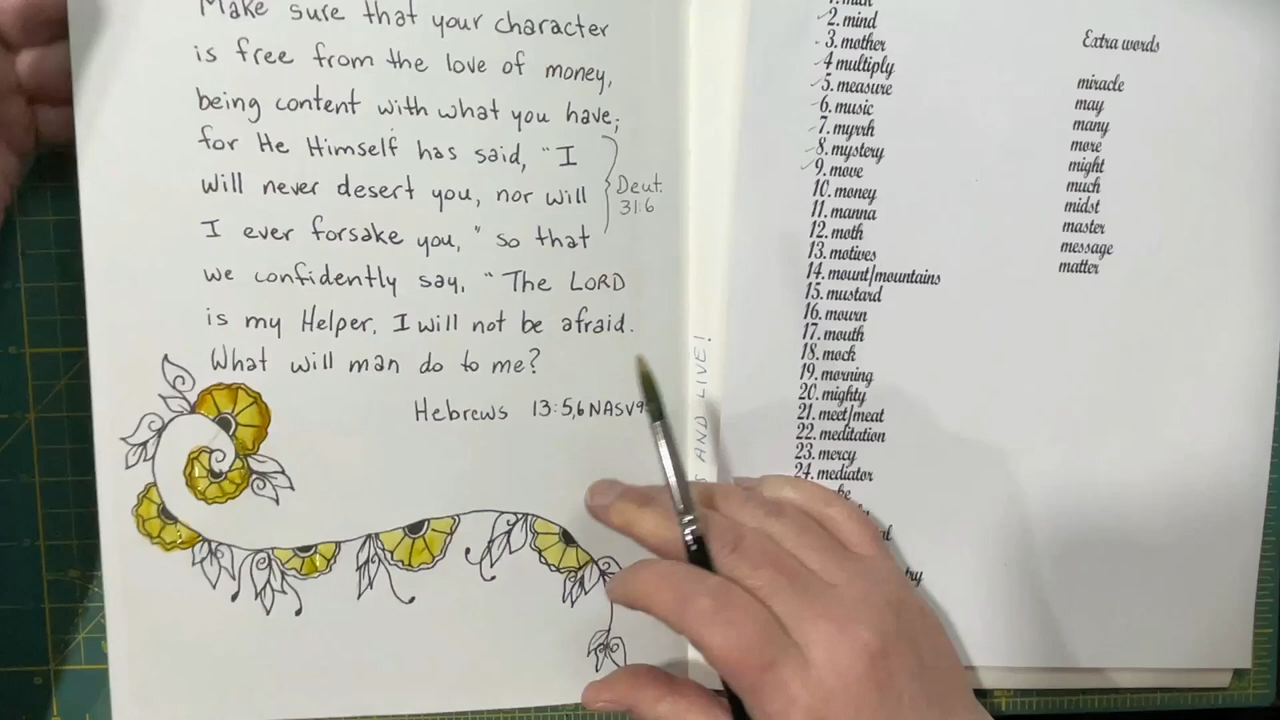 Make sure that your character
is free from the love of money,
being content with what you have;
for He Himself has said, "I
will never desert you, nor will
I ever forsake you," so that
we confidently say, "The LORD
is my Helper, I will not be afraid.
What will man do to me?
Hebrews 13:5,6 NASV9
Deut.
31:6
AND LIVE!
2. mind
3. mother
4 multiply
5. measure
6. music
7. myrrh
8. mystery
9. move
10. money
11. manna
12. moth
13. motives
14. mount/mountains
15. mustard
16. mourn
17. mouth
18. mock
19. morning
20. mighty
21. meet/meat
22. meditation
23. mercy
24. mediator
Extra words
miracle
may
many
more
might
much
midst
master
message
matter